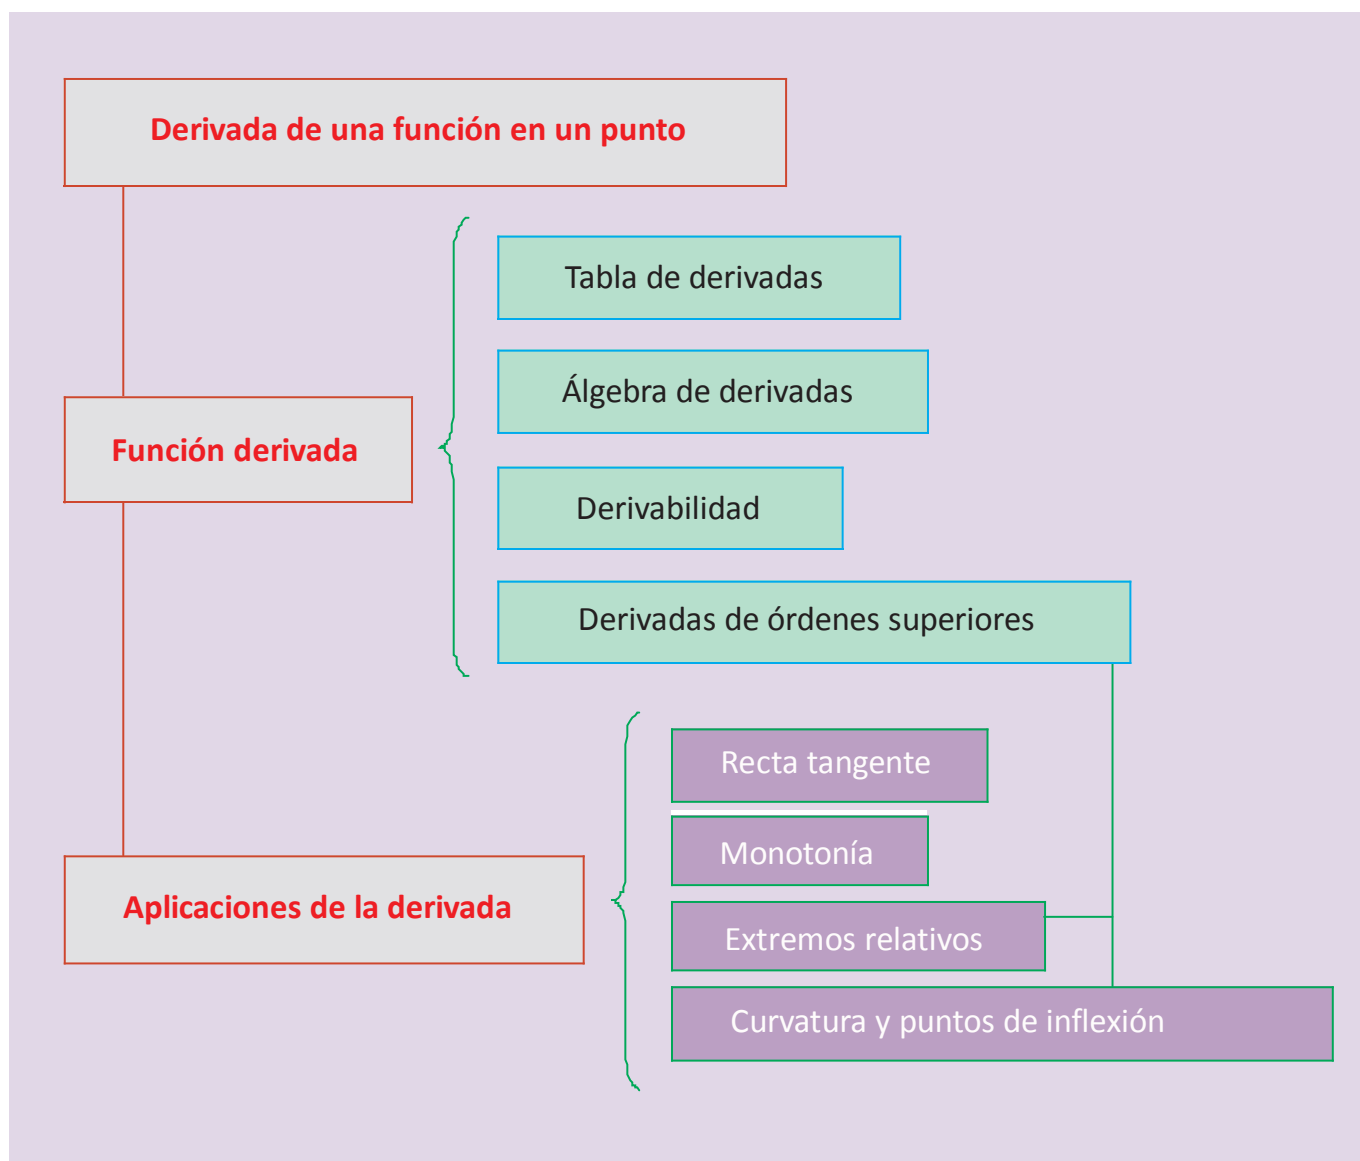 Derivada de una función en un punto
Tabla de derivadas
Álgebra de derivadas
Función derivada
Derivabilidad
Derivadas de órdenes superiores
Recta tangente
Monotonía
Aplicaciones de la derivada
Extremos relativos
Curvatura y puntos de inflexión